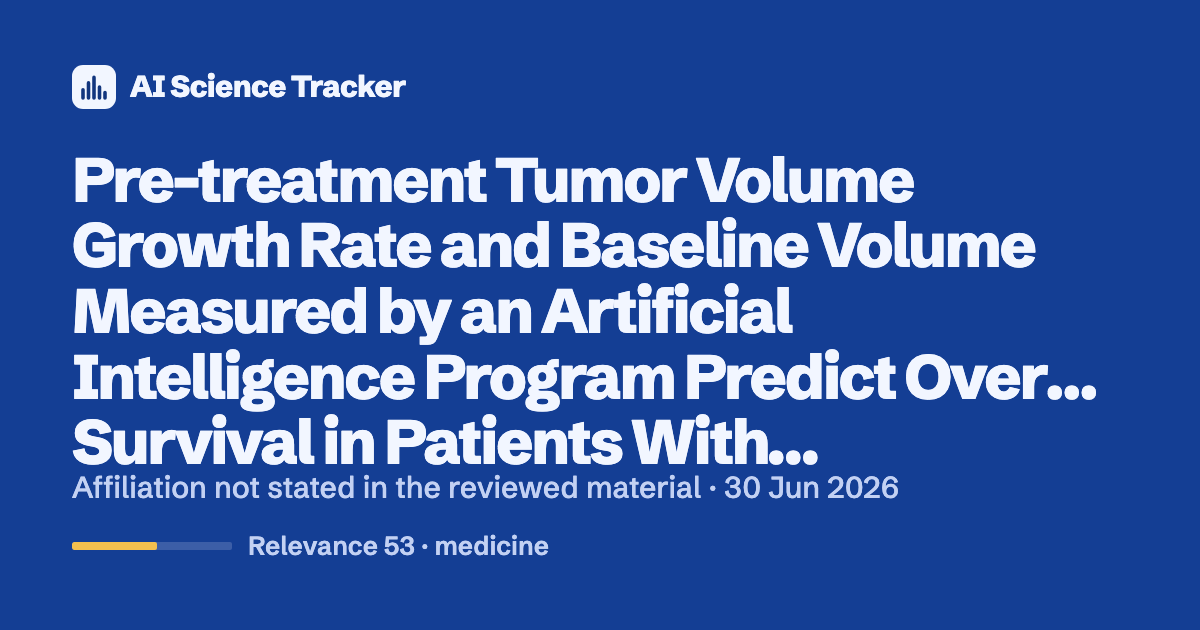 AI Science Tracker
Pre-treatment Tumor Volume
Growth Rate and Baseline Volume
Measured by an Artificial
Intelligence Program Predict Over...
Survival in Patients With...
Affiliation not stated in the reviewed material · 30 Jun 2026
Relevance 53 · medicine